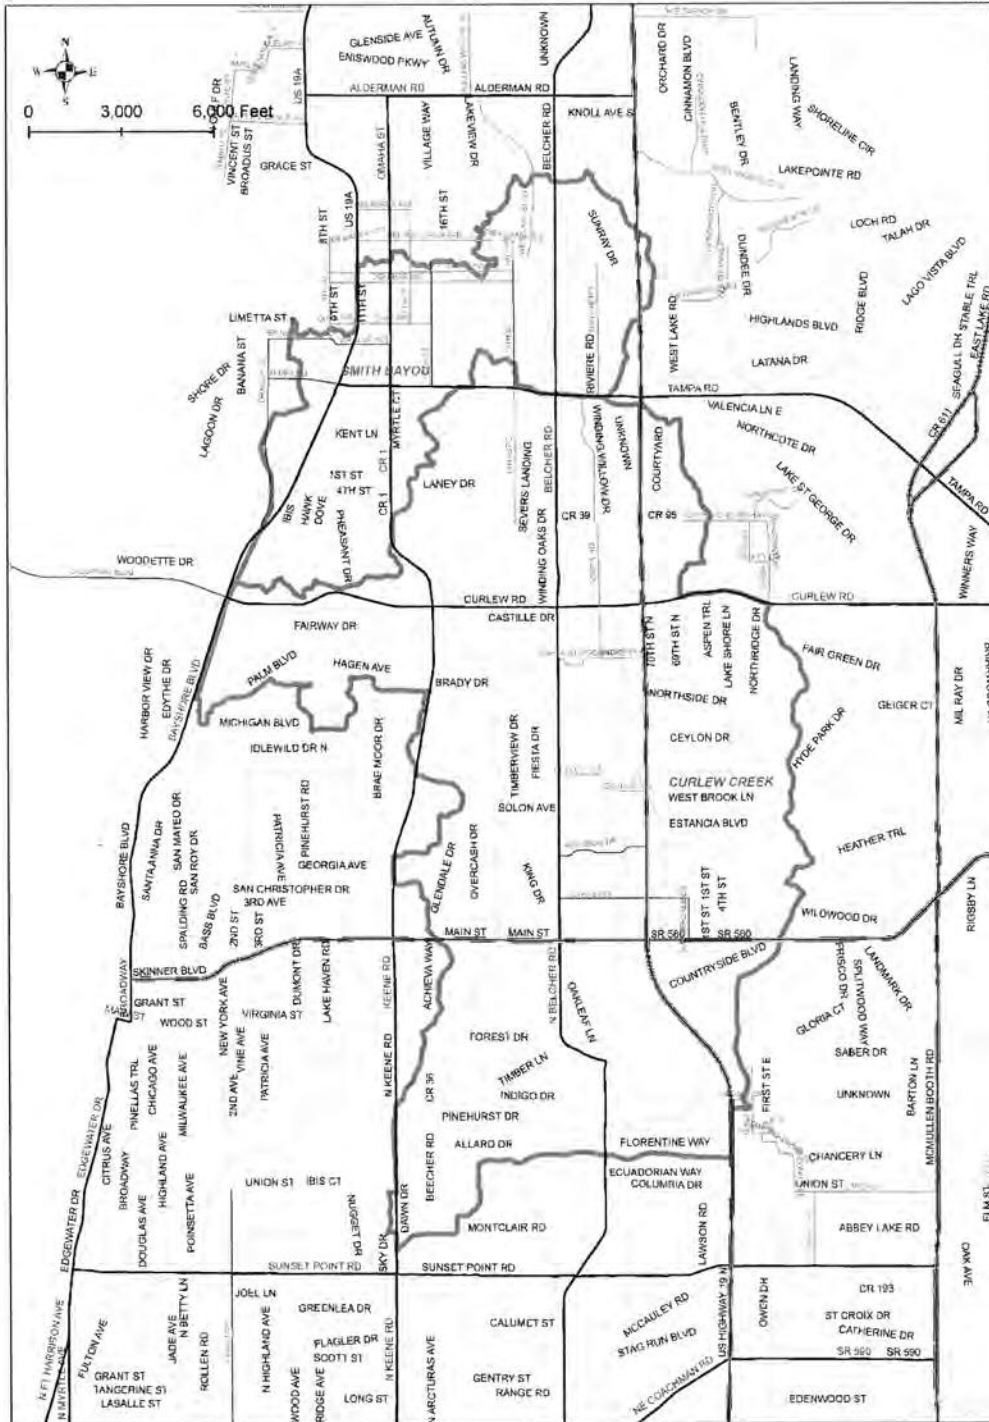 N
W E
S
0 3,000 6,000 Feet
GLENSIDE AVE
ENISWOOD PKWY
AUTUMN DR
UNKNOWN
ORCHARD DR
CINNAMON BLVD
LANDING WAY
US 19A
ALDERMAN RD
ALDERMAN RD
KNOLL AVE S
BENTLEY DR
SHORELINE CIR
VINCENT ST
BROADUS ST
GRACE ST
OMAHA ST
VILLAGE WAY
LAKEVIEW DR
BELCHER RD
LAKEPOINTE RD
8TH ST
US 19A
16TH ST
SUNRAY DR
DUNDEE DR
LOCH RD
TALAH DR
LAGO VISTA BLVD
LIMETTA ST
9TH ST
11TH ST
RIDGE BLVD
HIGHLANDS BLVD
STABLE TRL
EAST LAKE RD
SEAGULL DR
SHORE DR
BANANA ST
SMITH BAYOU
RIVIERE RD
WEST LAKE RD
LATANA DR
TAMPA RD
CR 611
LAGOON DR
MYRTLE CT
VALENCIA LN E
NORTHCOTE DR
KENT LN
CR 1
WINDING WILLOW DR
UNKNOWN
COURTYARD
1ST ST
4TH ST
LANEY DR
SEVERS LANDING
BELCHER RD
LAKE ST GEORGE DR
TAMPA RD
IBIS
HAWK
DOVE
PHEASANT DR
CR 1
WINDING OAKS DR
CR 39
CR 95
WINNERS WAY
WOODETTE DR
CURLEW RD
CURLEW RD
CASTILLE DR
FAIRWAY DR
HARBOR VIEW DR
EDYTHE DR
BAYSHORE BLVD
PALM BLVD
HAGEN AVE
BRADY DR
70TH ST N
69TH ST N
ASPEN TRL
LAKE SHORE LN
NORTHRIDGE DR
FAIR GREEN DR
MICHIGAN BLVD
NORTHSIDE DR
GEIGER CT
MIL RAY DR
IDLEWILD DR N
BRAE MOOR DR
TIMBERVIEW DR
FIESTA DR
CEYLON DR
HYDE PARK DR
CURLEW CREEK
WEST BROOK LN
SOLON AVE
ESTANCIA BLVD
BAYSHORE BLVD
SANTA ANNA DR
SAN MATEO DR
SAN ROY DR
PATRICIA AVE
PINEHURST RD
GEORGIA AVE
GLENDALE DR
OVERCASH DR
KING DR
HEATHER TRL
SPALDING RD
BASS BLVD
SAN CHRISTOPHER DR
3RD AVE
2ND ST
3RD ST
1ST ST
1ST ST
4TH ST
WILDWOOD DR
RIGSBY LN
MAIN ST
MAIN ST
SR 580
SR 580
BROADWAY
SKINNER BLVD
DUMONT DR
LAKE HAVEN RD
KEENE RD
ACHIEVA WAY
N BELCHER RD
OAKLEAF LN
COUNTRYSIDE BLVD
FRISCO DR
SPLITWOOD WAY
LANDMARK DR
GRANT ST
WOOD ST
NEW YORK AVE
VIRGINIA ST
GLORIA CT
FOREST DR
SABER DR
PINELLAS TRL
CHICAGO AVE
MILWAUKEE AVE
2ND AVE
VINE AVE
PATRICIA AVE
N KEENE RD
CR 36
TIMBER LN
INDIGO DR
FIRST ST E
UNKNOWN
BARTON LN
MCMULLEN BOOTH RD
PINEHURST DR
EDGEWATER DR
CITRUS AVE
ALLARD DR
FLORENTINE WAY
CHANCERY LN
BROADWAY
HIGHLAND AVE
UNION ST
IBIS CT
BEECHER RD
ECUADORIAN WAY
COLUMBIA DR
UNION ST
ELM ST
EDGEWATER DR
DOUGLAS AVE
POINSETTA AVE
NUGGET DR
DAWN DR
SKY DR
MONTCLAIR RD
LAWSON RD
ABBEY LAKE RD
SUNSET POINT RD
SUNSET POINT RD
OAK AVE
JOEL LN
US HIGHWAY 19 N
OWEN DR
CR 193
N FT HARRISON AVE
N MYRTLE AVE
FULTON AVE
JADE AVE
N BETTY LN
ROLLEN RD
N HIGHLAND AVE
GREENLEA DR
FLAGLER DR
SCOTT ST
N KEENE RD
CALUMET ST
MCCAULEY RD
STAG RUN BLVD
ST CROIX DR
CATHERINE DR
SR 590
SR 590
GRANT ST
TANGERINE ST
LASALLE ST
WOOD AVE
RIDGE AVE
LONG ST
N ARCTURAS AVE
GENTRY ST
RANGE RD
NE COACHMAN RD
EDENWOOD ST